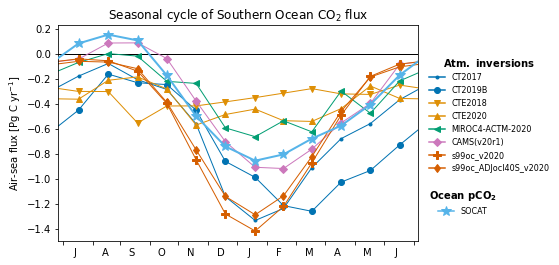 Seasonal cycle of Southern Ocean CO₂ flux
0.2
0.0
−0.2
−0.4
−0.6
−0.8
−1.0
−1.2
−1.4
Air-sea flux [Pg C yr⁻¹]
J A S O N D J F M A M J
Atm. inversions
CT2017
CT2019B
CTE2018
CTE2020
MIROC4-ACTM-2020
CAMS(v20r1)
s99oc_v2020
s99oc_ADJocI40S_v2020
Ocean pCO₂
SOCAT